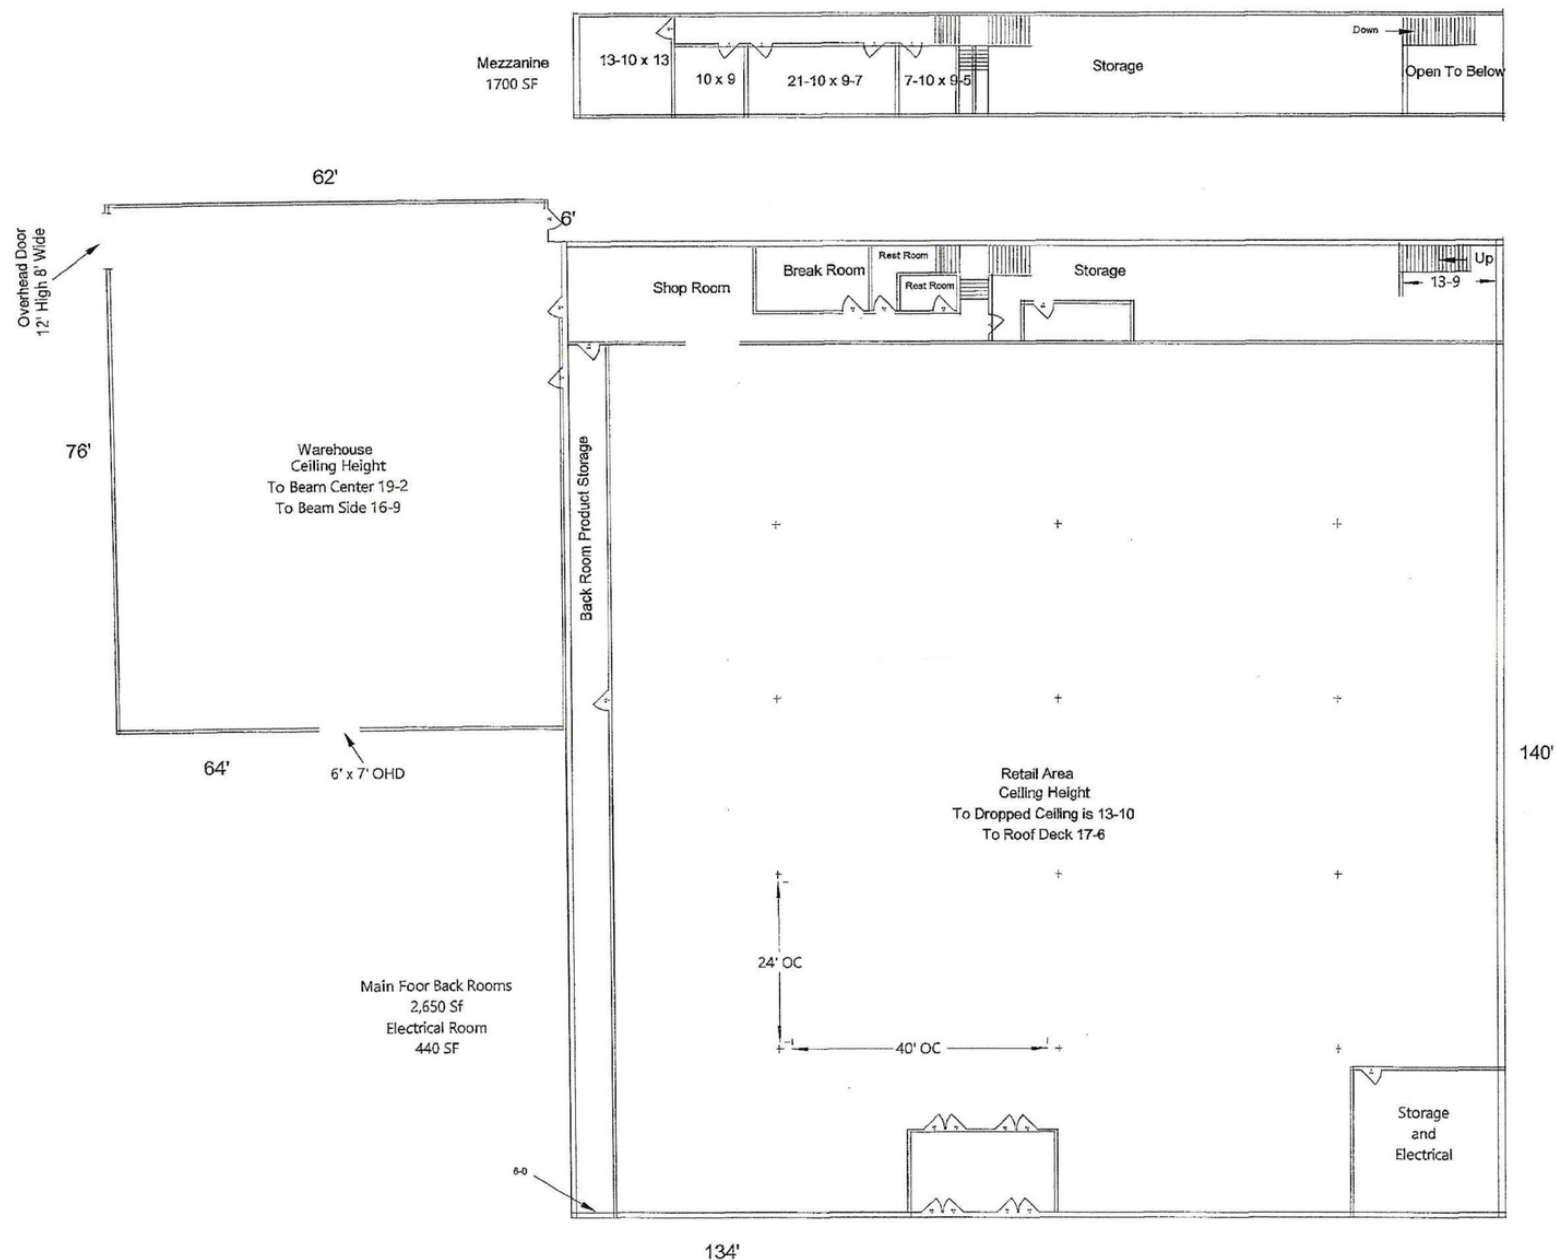 Mezzanine
1700 SF
13-10 x 13
10 x 9
21-10 x 9-7
7-10 x 9-5
Storage
Down
Open To Below
62'
6'
Overhead Door
12' High 8' Wide
Shop Room
Break Room
Rest Room
Rest Room
Storage
Up
13-9
76'
Warehouse
Ceiling Height
To Beam Center 19-2
To Beam Side 16-9
Back Room Product Storage
64'
6' x 7' OHD
140'
Retail Area
Ceiling Height
To Dropped Ceiling is 13-10
To Roof Deck 17-6
24' OC
40' OC
Main Foor Back Rooms
2,650 Sf
Electrical Room
440 SF
Storage
and
Electrical
6-0
134'